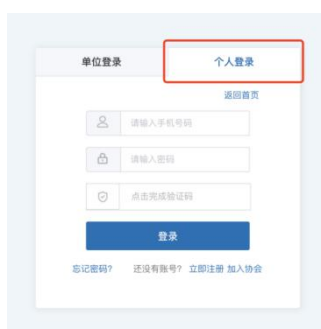 单位登录 个人登录
返回首页
请输入手机号码
请输入密码
点击完成验证码
登录
忘记密码? 还没有账号? 立即注册 加入协会